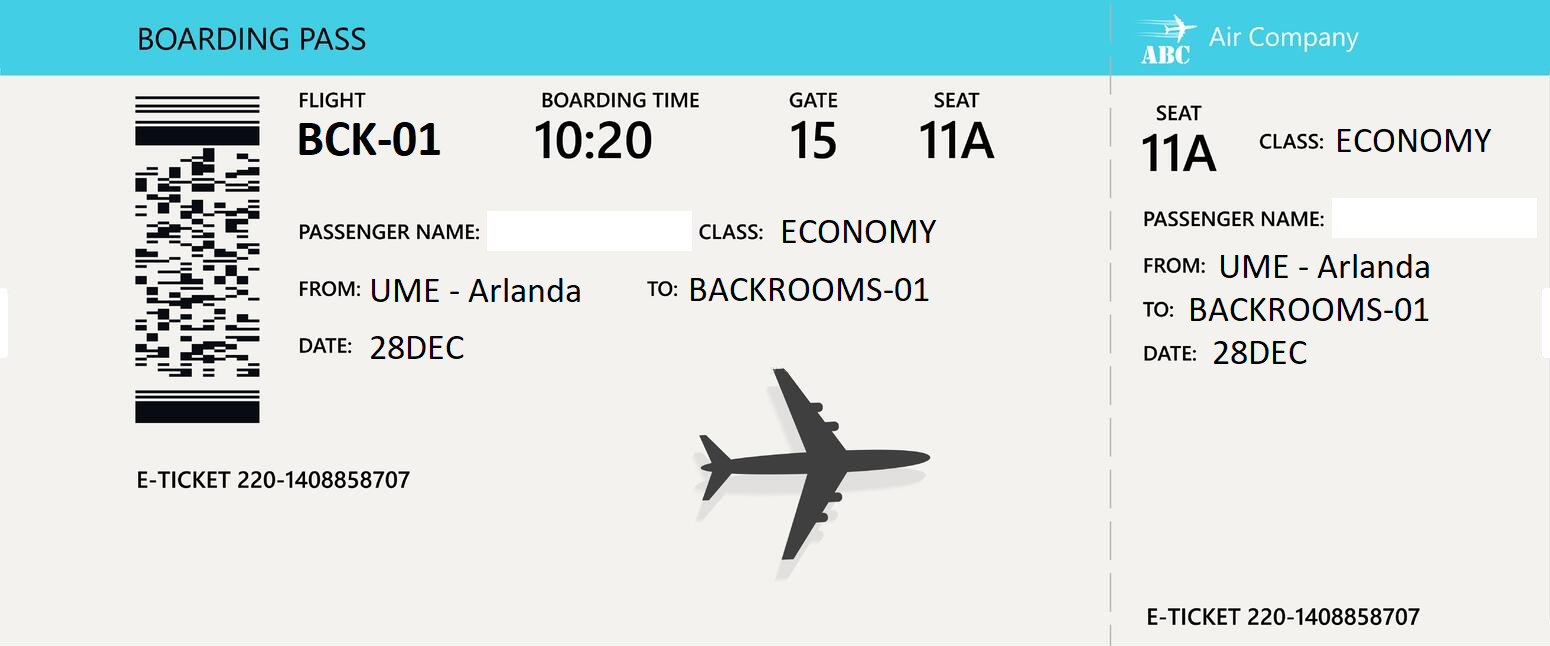 BOARDING PASS
ABC Air Company
FLIGHT BOARDING TIME GATE SEAT
BCK-01 10:20 15 11A
PASSENGER NAME: CLASS: ECONOMY
FROM: UME - Arlanda TO: BACKROOMS-01
DATE: 28DEC
E-TICKET 220-1408858707
SEAT
11A CLASS: ECONOMY
PASSENGER NAME:
FROM: UME - Arlanda
TO: BACKROOMS-01
DATE: 28DEC
E-TICKET 220-1408858707